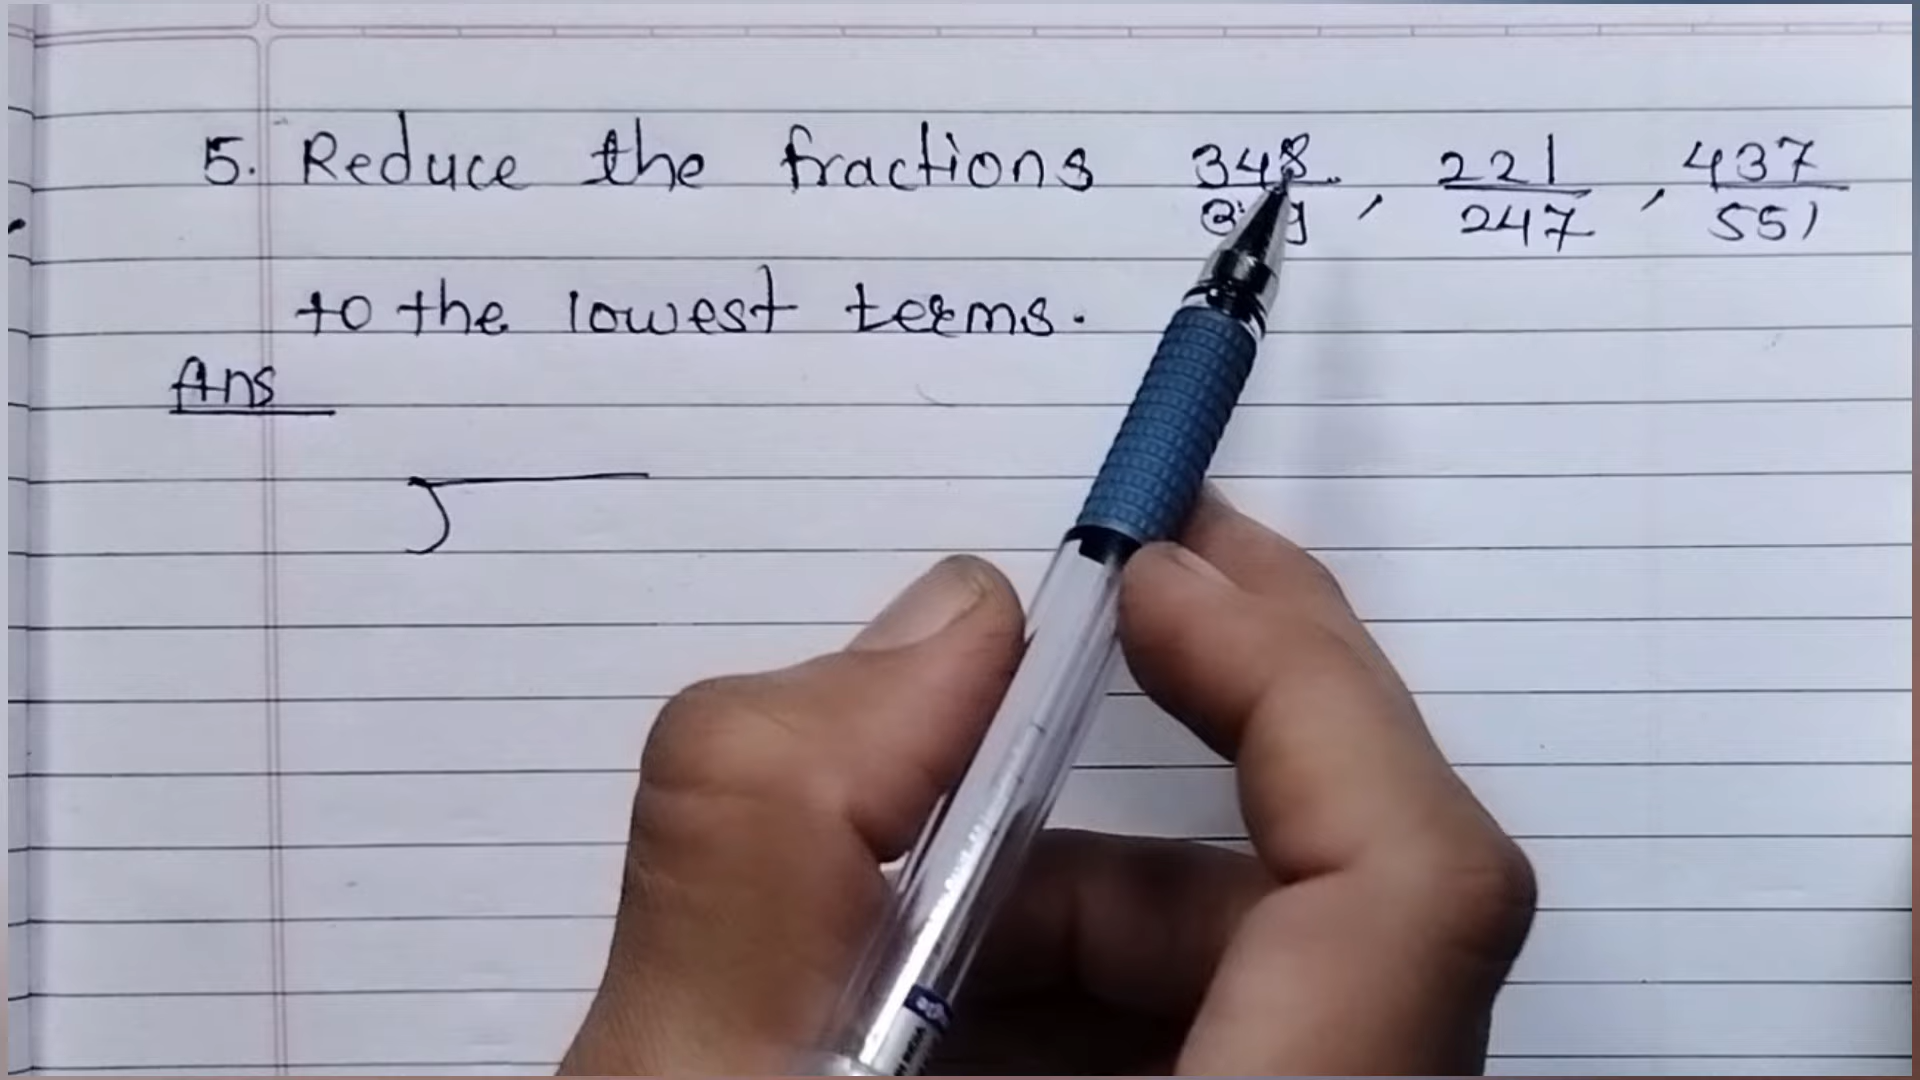 5. Reduce the fractions 348, 221/247, 437/551
to the lowest terms.
Ans